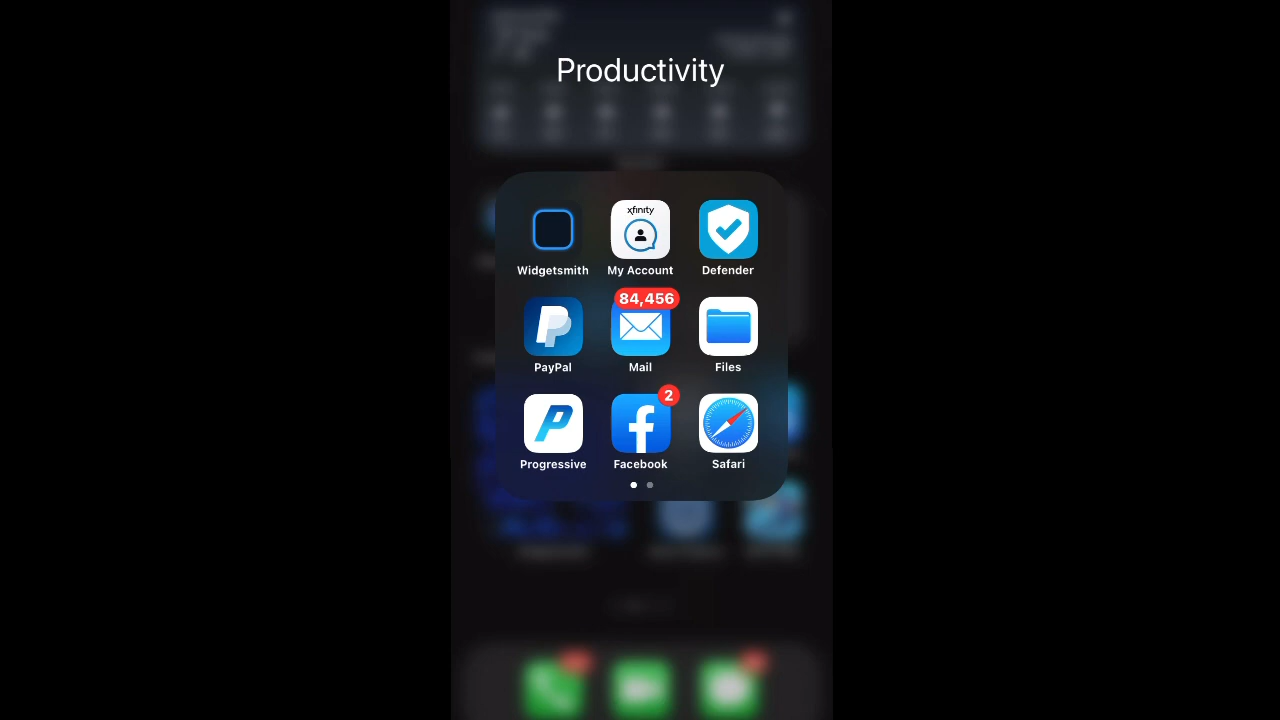 Productivity
xfinity
Widgetsmith My Account Defender
84,456
PayPal Mail Files
2
Progressive Facebook Safari